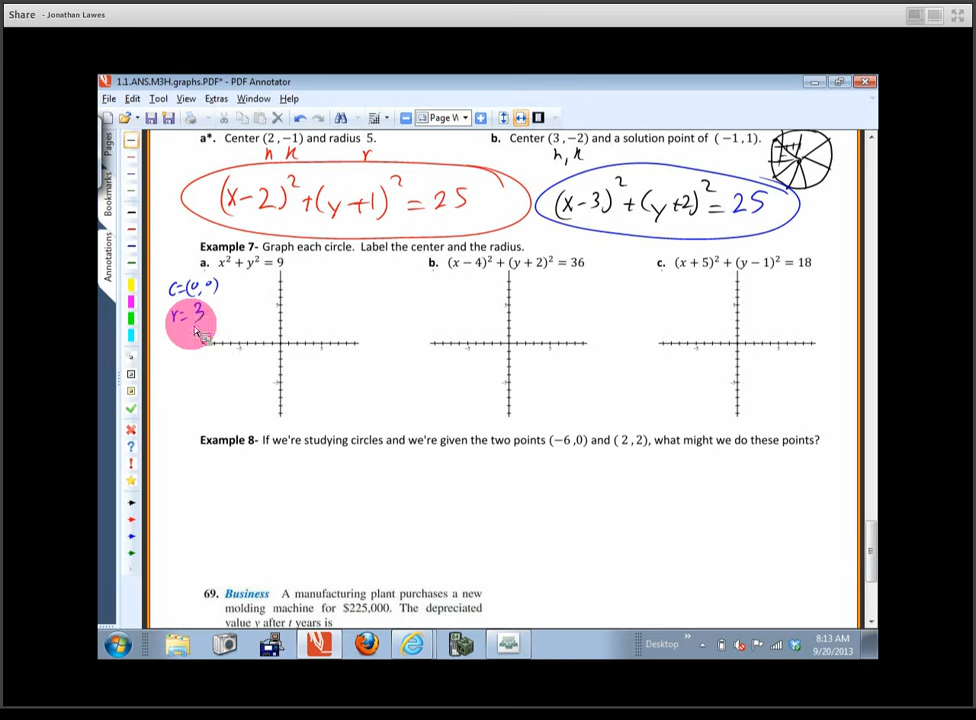 Share - Jonathan Lawes
1.1.ANS.M3H.graphs.PDF* - PDF Annotator
File Edit Tool View Extras Window Help
Page W
Pages
Bookmarks
Annotations
a*. Center (2, −1) and radius 5.
h k r
(x-2)² + (y+1)² = 25
b. Center (3, −2) and a solution point of (−1, 1).
h, k
(x-3)² + (y+2)² = 25
Example 7- Graph each circle. Label the center and the radius.
a. x² + y² = 9
b. (x − 4)² + (y + 2)² = 36
c. (x + 5)² + (y − 1)² = 18
C=(0,0)
r= 3
Example 8- If we're studying circles and we're given the two points (−6,0) and (2,2), what might we do these points?
69. Business A manufacturing plant purchases a new
molding machine for $225,000. The depreciated
value y after t years is
Desktop
8:13 AM
9/20/2013